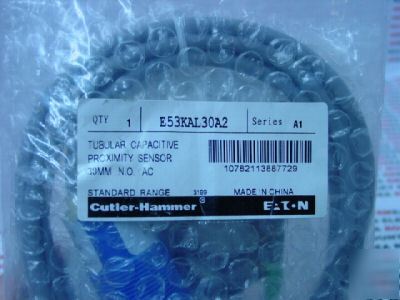 QTY 1 E53KAL30A2 Series A1
TUBULAR CAPACITIVE
PROXIMITY SENSOR
30MM N/O. AC
10782113887729
STANDARD RANGE 3199 MADE IN CHINA
Cutler-Hammer EATON